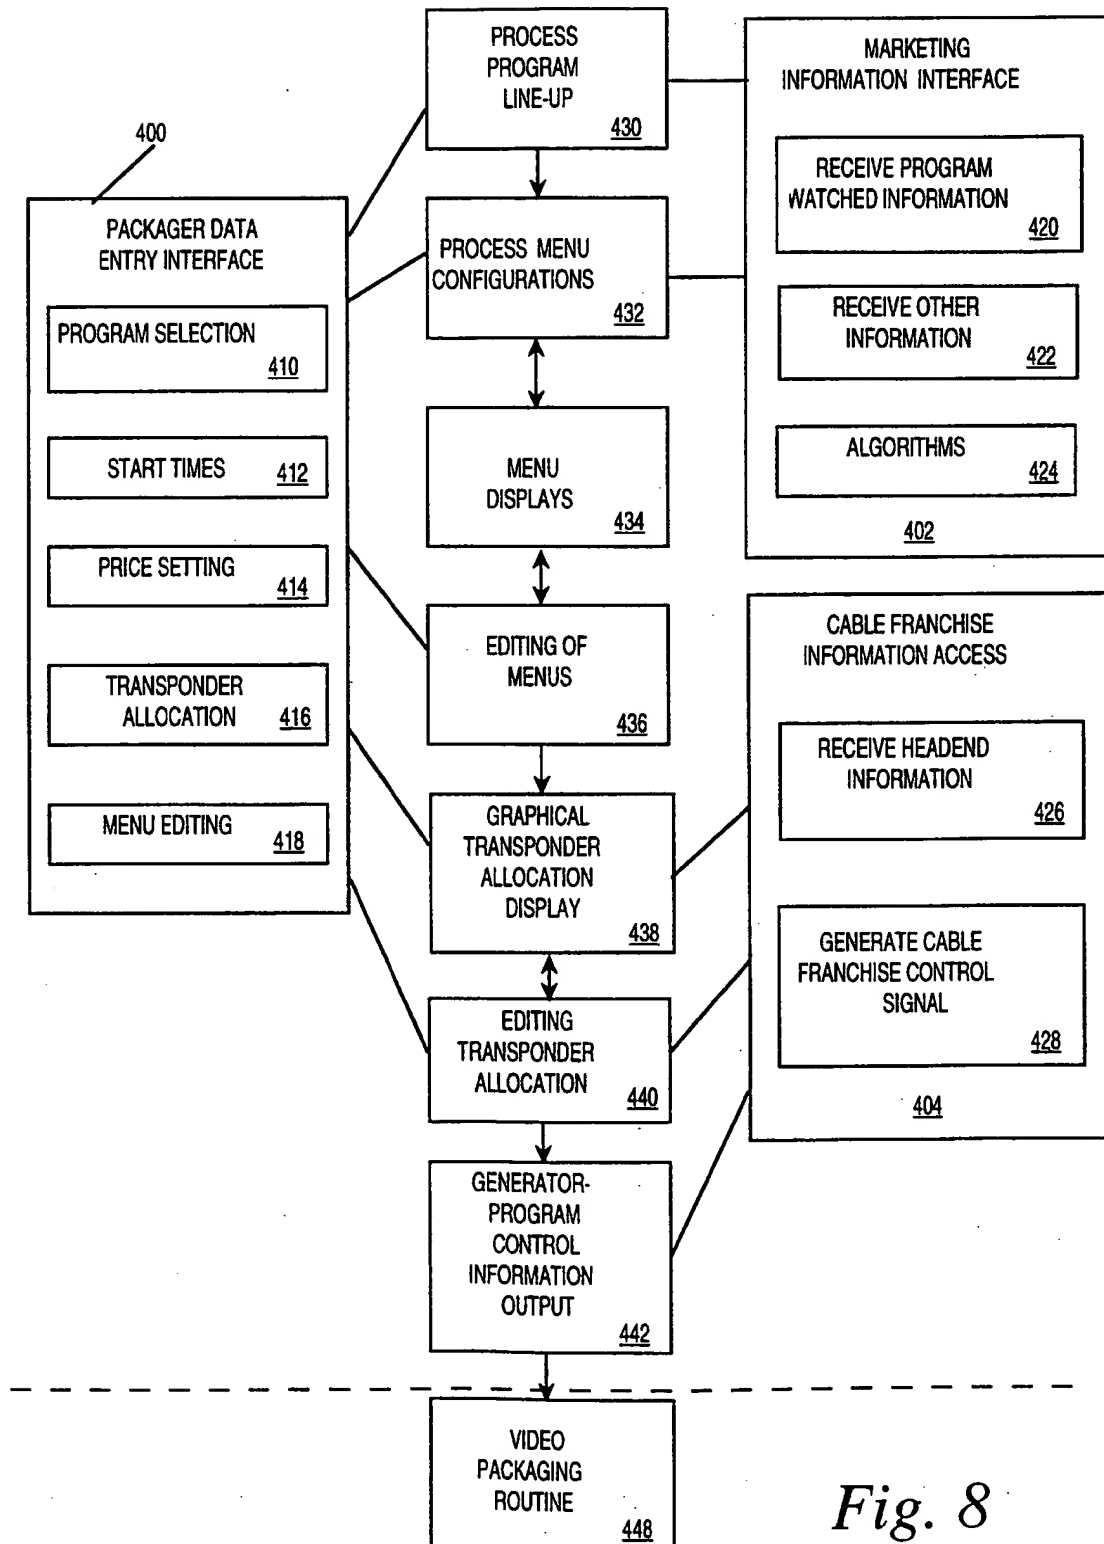 PROCESS
PROGRAM
LINE-UP
430
MARKETING
INFORMATION INTERFACE
RECEIVE PROGRAM
WATCHED INFORMATION
420
RECEIVE OTHER
INFORMATION
422
ALGORITHMS
424
402
400
PACKAGER DATA
ENTRY INTERFACE
PROGRAM SELECTION
410
START TIMES
412
PRICE SETTING
414
TRANSPONDER
ALLOCATION
416
MENU EDITING
418
PROCESS MENU
CONFIGURATIONS
432
MENU
DISPLAYS
434
EDITING OF
MENUS
436
GRAPHICAL
TRANSPONDER
ALLOCATION
DISPLAY
438
EDITING
TRANSPONDER
ALLOCATION
440
GENERATOR-
PROGRAM
CONTROL
INFORMATION
OUTPUT
442
CABLE FRANCHISE
INFORMATION ACCESS
RECEIVE HEADEND
INFORMATION
426
GENERATE CABLE
FRANCHISE CONTROL
SIGNAL
428
404
VIDEO
PACKAGING
ROUTINE
448
Fig. 8